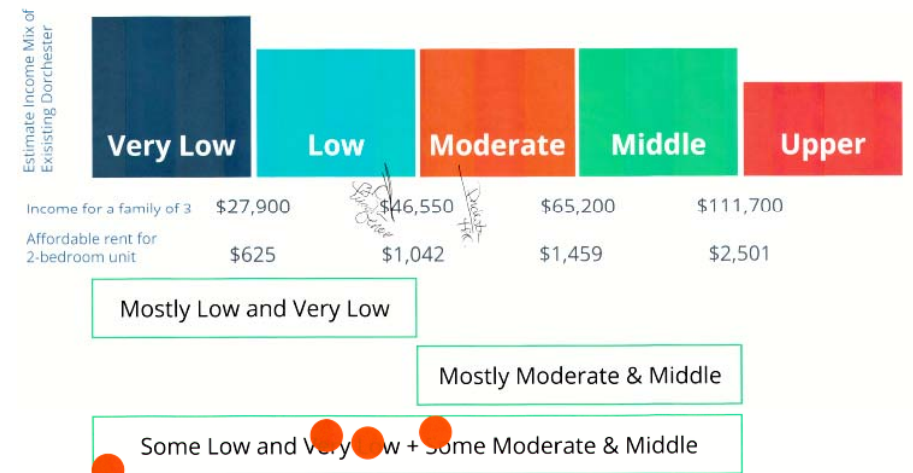 Estimate Income Mix of
Exisisting Dorchester
Very Low
Low
Moderate
Middle
Upper
Income for a family of 3 $27,900 $46,550 $65,200 $111,700
Affordable rent for
2-bedroom unit $625 $1,042 $1,459 $2,501
Mostly Low and Very Low
Mostly Moderate & Middle
Some Low and Very Low + Some Moderate & Middle